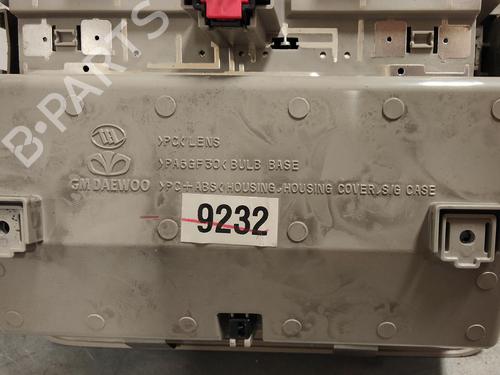 B-PARTS
>PC< LENS
>PA6GF30< BULB BASE
GM DAEWOO >PC+ABS< HOUSING, HOUSING COVER, S/G CASE
9232